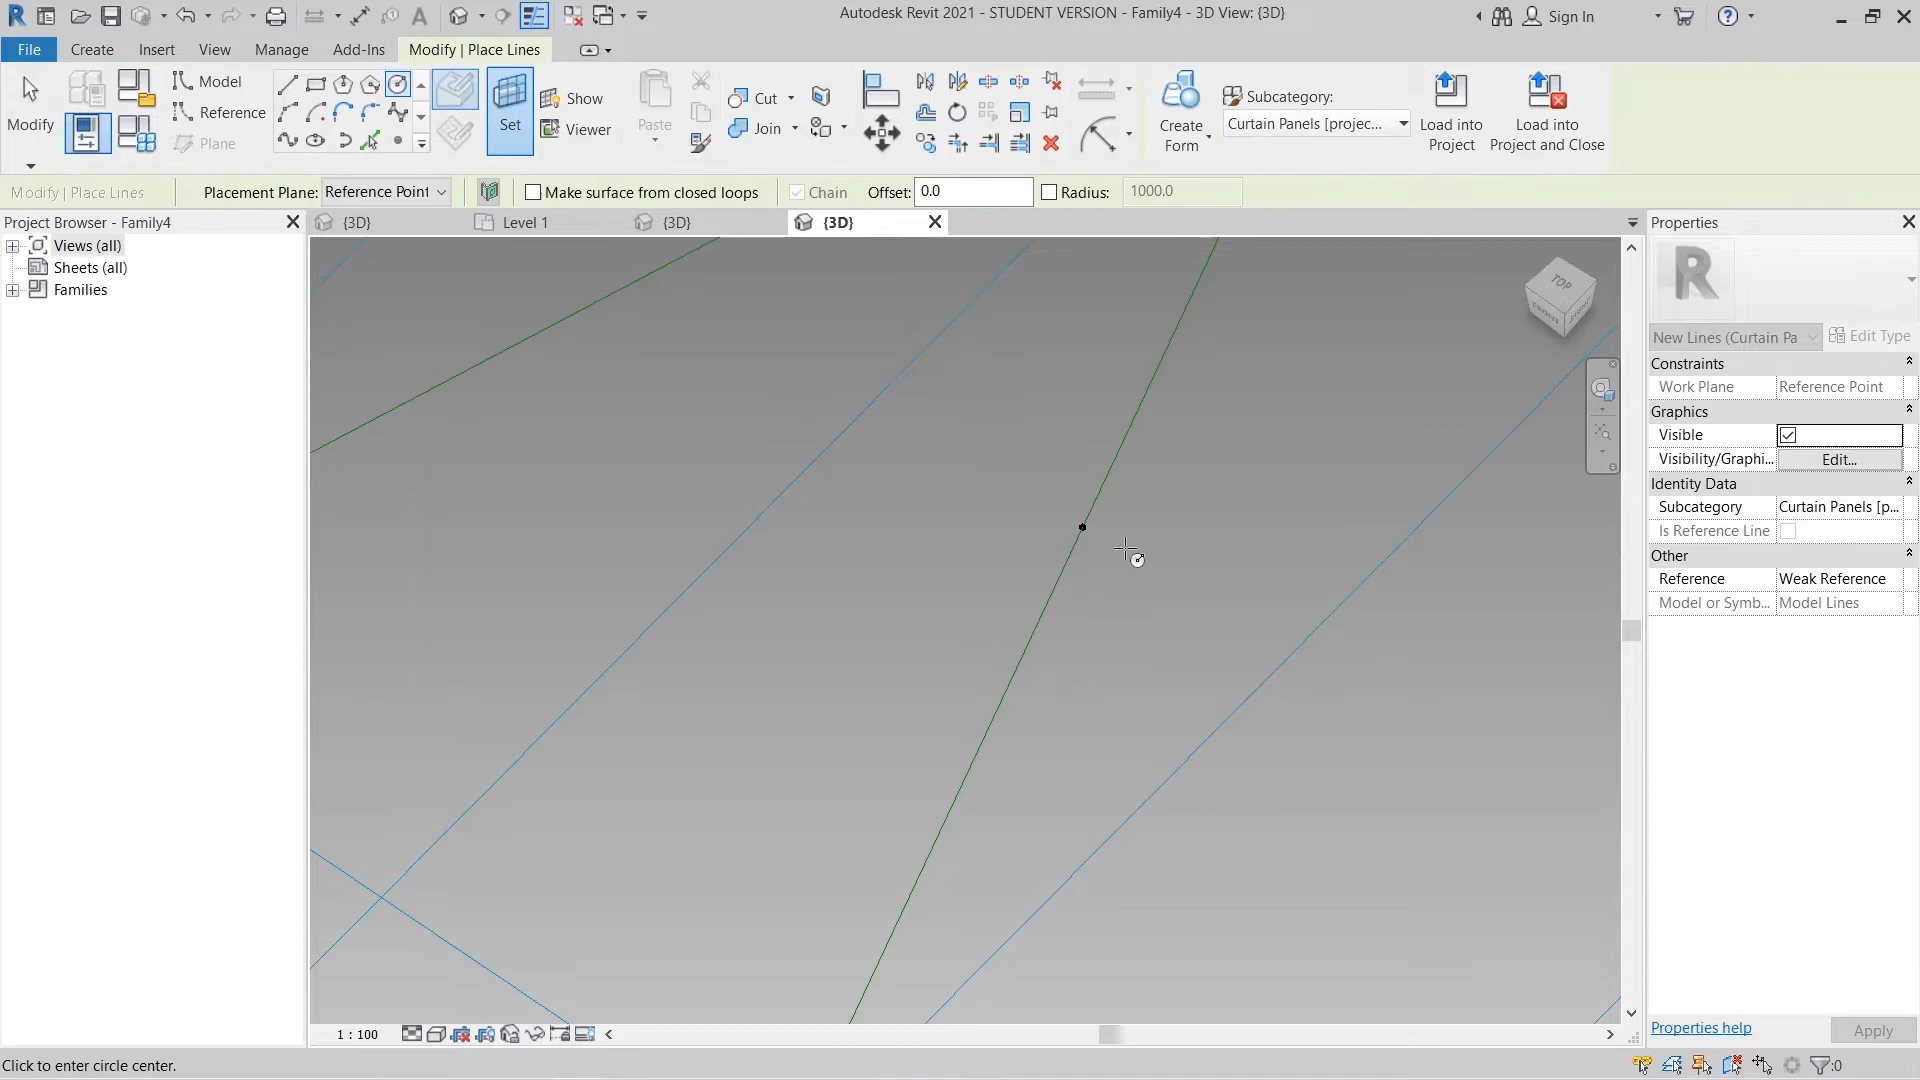 Autodesk Revit 2021 - STUDENT VERSION - Family4 - 3D View: {3D}
Sign In
File
Create
Insert
View
Manage
Add-Ins
Modify | Place Lines
Model
Reference
Plane
Modify
Set
Show
Viewer
Paste
Cut
Join
Create Form
Subcategory:
Curtain Panels [projec...
Load into Project
Load into Project and Close
Modify | Place Lines
Placement Plane:
Reference Point
Make surface from closed loops
Chain
Offset:
0.0
Radius:
1000.0
Project Browser - Family4
{3D}
Level 1
{3D}
{3D}
Properties
Views (all)
Sheets (all)
Families
TOP
FRONT
RIGHT
R
New Lines (Curtain Pa
Edit Type
Constraints
Work Plane
Reference Point
Graphics
Visible
Visibility/Graphi...
Edit...
Identity Data
Subcategory
Curtain Panels [p...
Is Reference Line
Other
Reference
Weak Reference
Model or Symb...
Model Lines
1 : 100
Properties help
Apply
Click to enter circle center.
:0